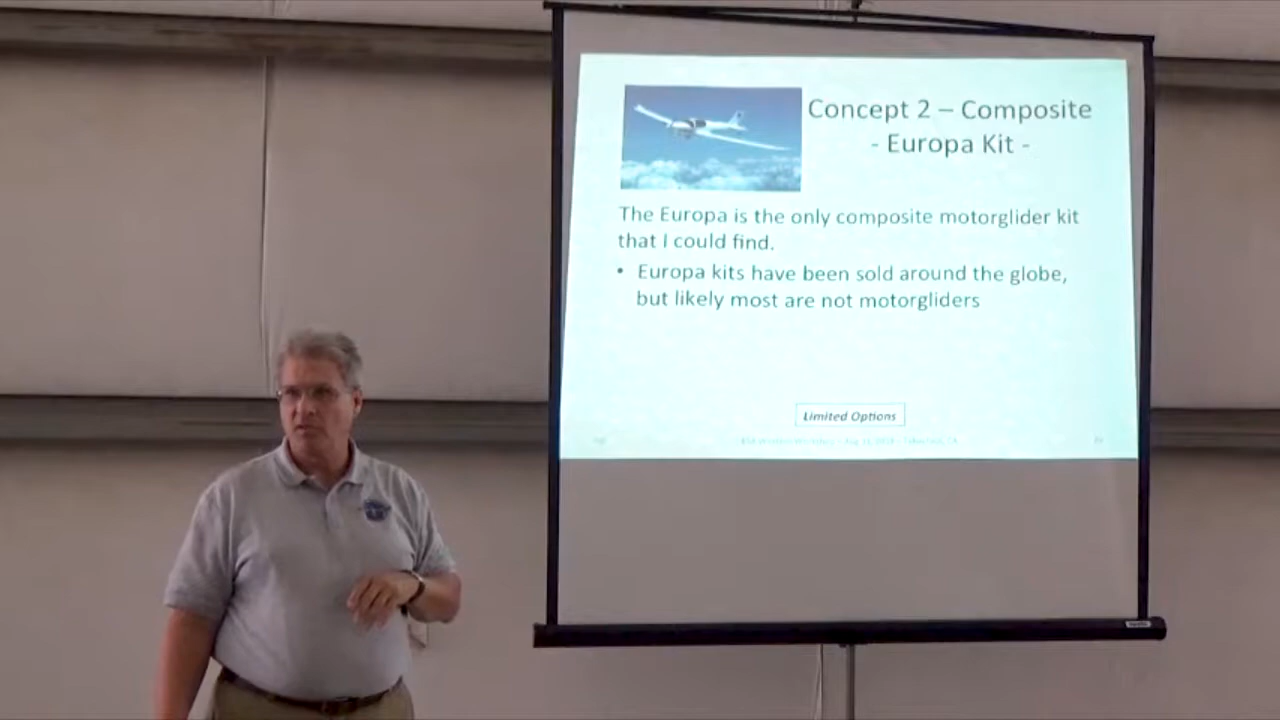 Concept 2 – Composite
- Europa Kit -
The Europa is the only composite motorglider kit
that I could find.
• Europa kits have been sold around the globe,
but likely most are not motorgliders
Limited Options